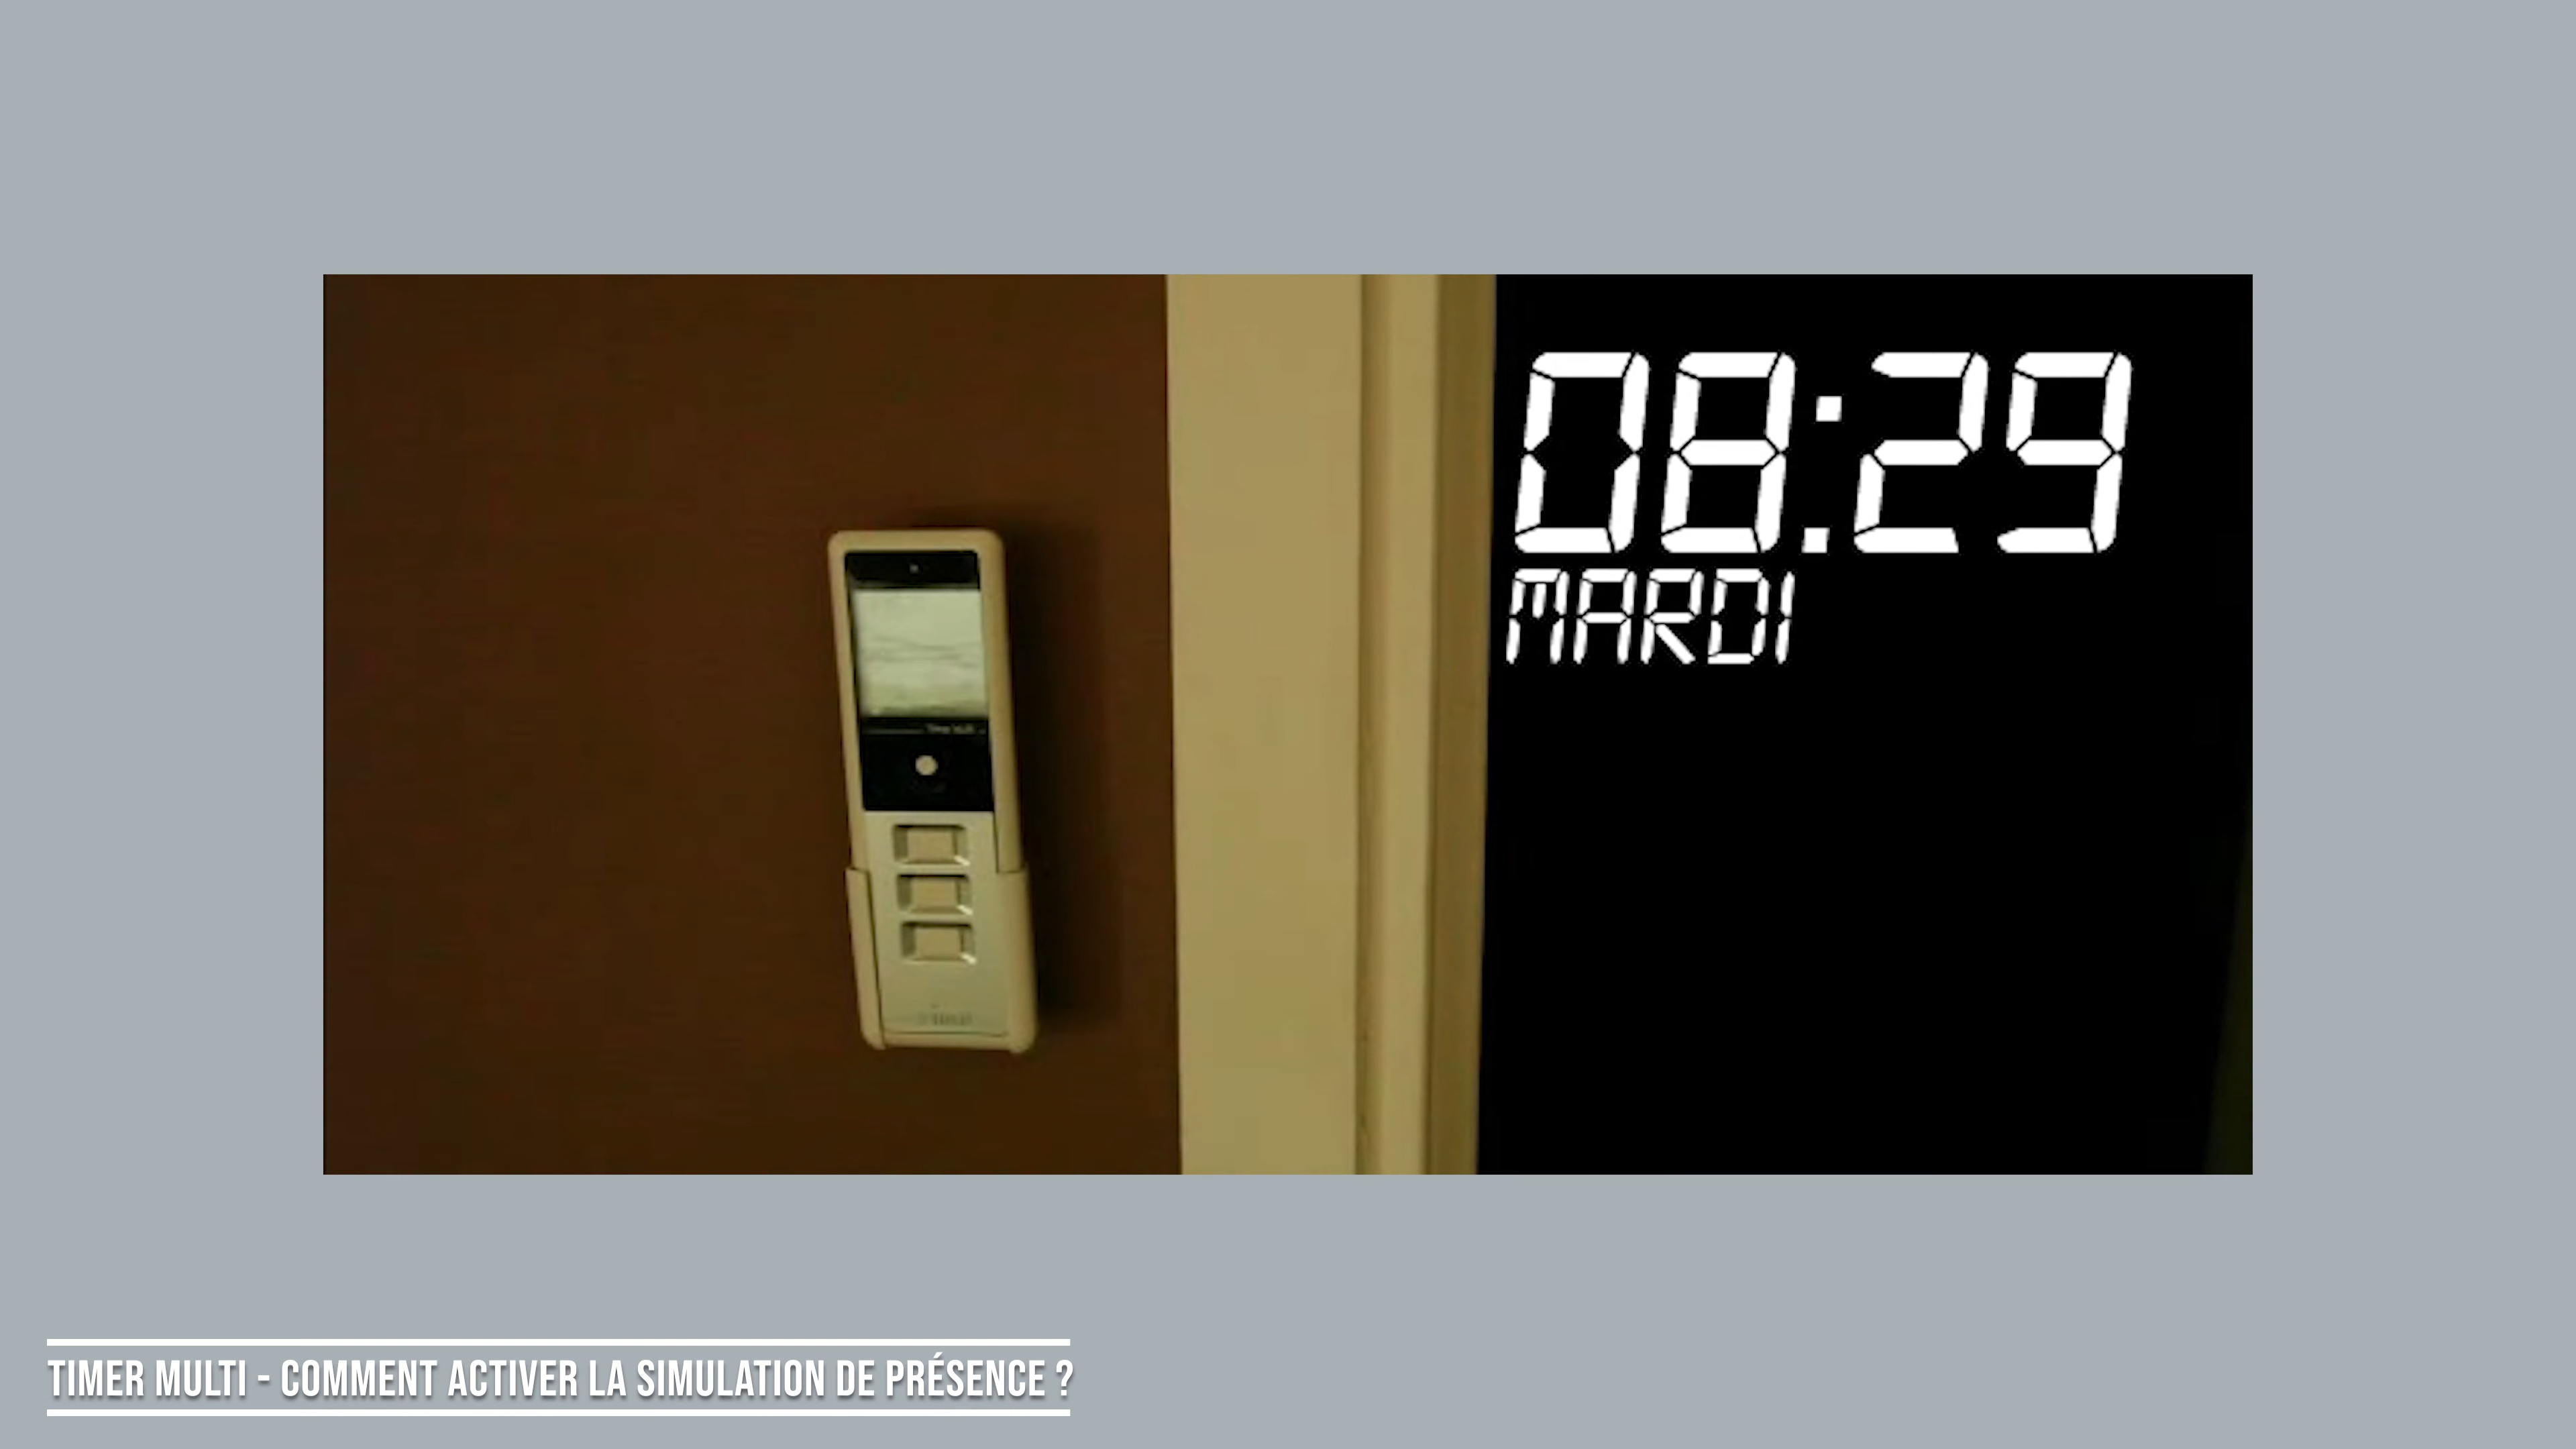 08:29
MARDI
TIMER MULTI - COMMENT ACTIVER LA SIMULATION DE PRÉSENCE ?